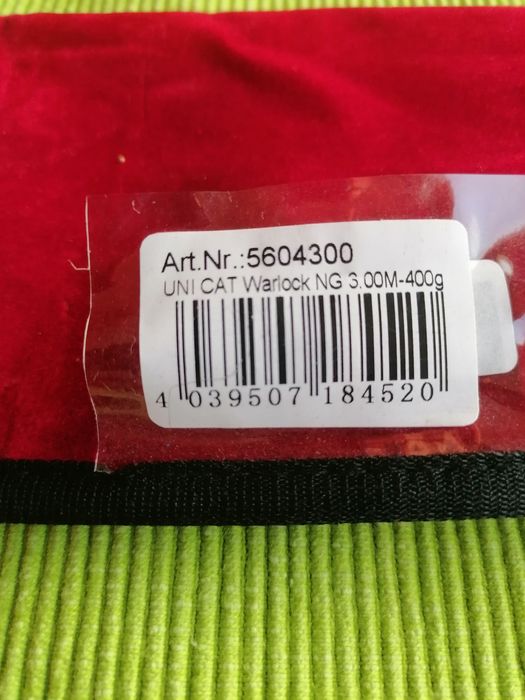 Art.Nr.:5604300
UNI CAT Warlock NG 3.00M-400g
4 039507 184520